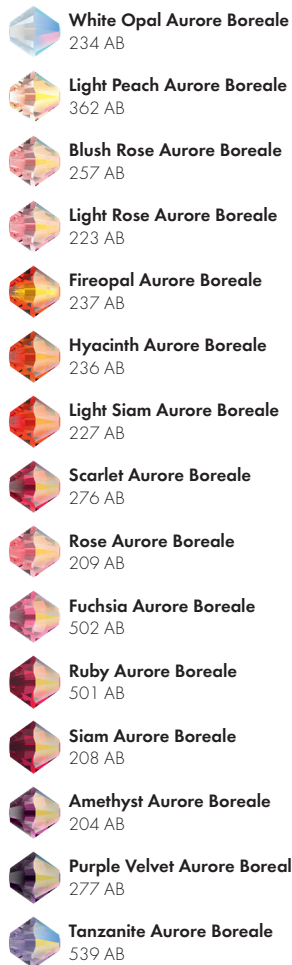 White Opal Aurore Boreale
234 AB
Light Peach Aurore Boreale
362 AB
Blush Rose Aurore Boreale
257 AB
Light Rose Aurore Boreale
223 AB
Fireopal Aurore Boreale
237 AB
Hyacinth Aurore Boreale
236 AB
Light Siam Aurore Boreale
227 AB
Scarlet Aurore Boreale
276 AB
Rose Aurore Boreale
209 AB
Fuchsia Aurore Boreale
502 AB
Ruby Aurore Boreale
501 AB
Siam Aurore Boreale
208 AB
Amethyst Aurore Boreale
204 AB
Purple Velvet Aurore Boreal
277 AB
Tanzanite Aurore Boreale
539 AB